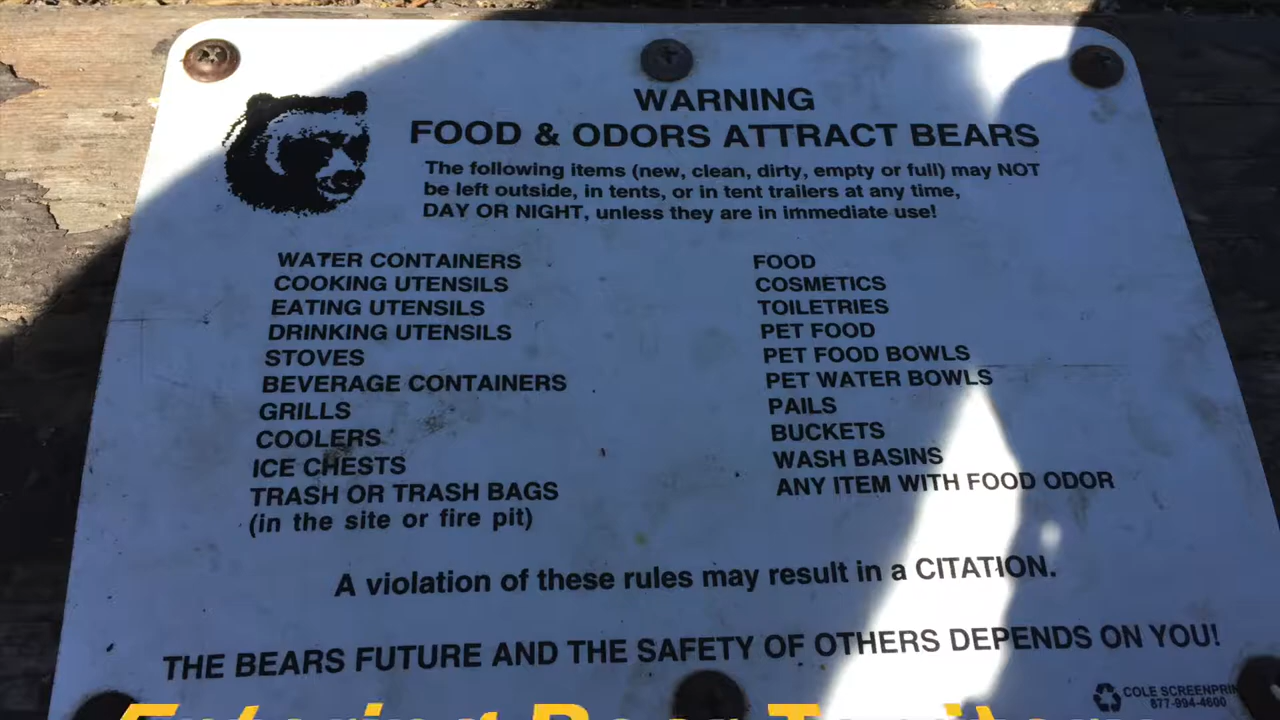 WARNING
FOOD & ODORS ATTRACT BEARS
The following items (new, clean, dirty, empty or full) may NOT
be left outside, in tents, or in tent trailers at any time,
DAY OR NIGHT, unless they are in immediate use!
WATER CONTAINERS
COOKING UTENSILS
EATING UTENSILS
DRINKING UTENSILS
STOVES
BEVERAGE CONTAINERS
GRILLS
COOLERS
ICE CHESTS
TRASH OR TRASH BAGS
(in the site or fire pit)
FOOD
COSMETICS
TOILETRIES
PET FOOD
PET FOOD BOWLS
PET WATER BOWLS
PAILS
BUCKETS
WASH BASINS
ANY ITEM WITH FOOD ODOR
A violation of these rules may result in a CITATION.
THE BEARS FUTURE AND THE SAFETY OF OTHERS DEPENDS ON YOU!
COLE SCREENPRIN
877-994-4600
Entering Bear